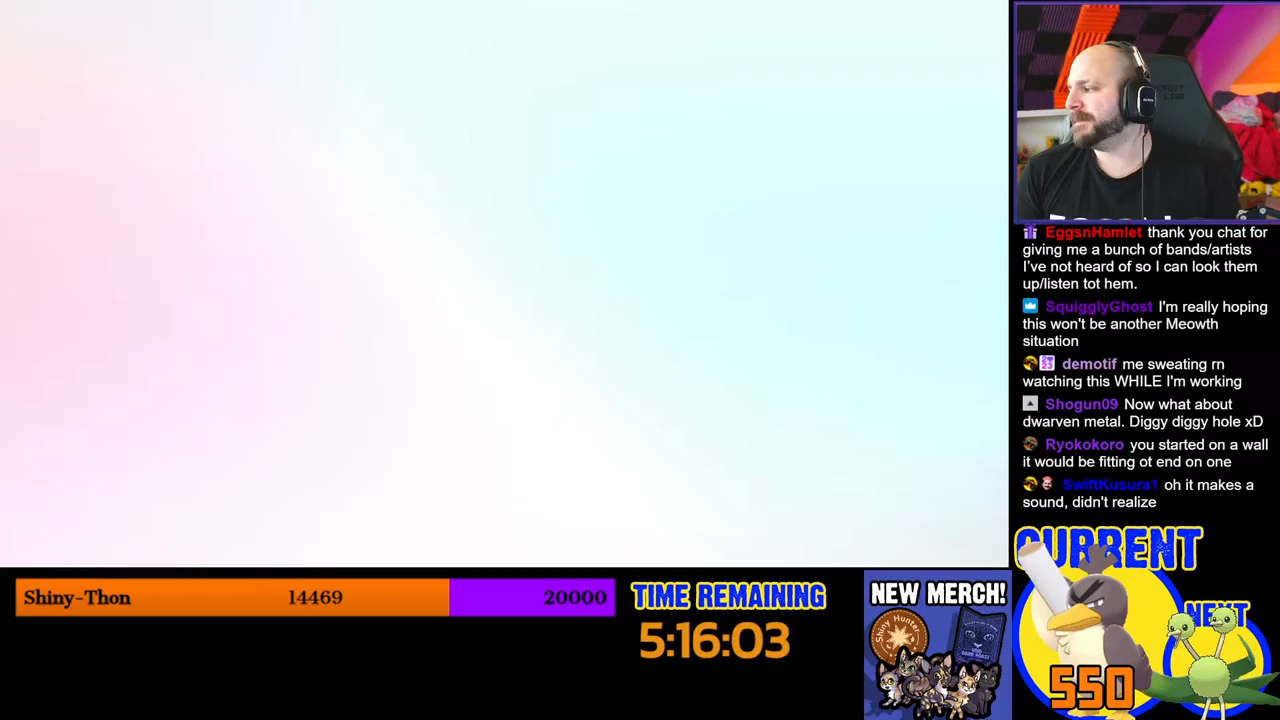 EggsnHamlet thank you chat for
giving me a bunch of bands/artists
I've not heard of so I can look them
up/listen tot hem.
SquigglyGhost I'm really hoping
this won't be another Meowth
situation
demotif me sweating rn
watching this WHILE I'm working
Shogun09 Now what about
dwarven metal. Diggy diggy hole xD
Ryokokoro you started on a wall
it would be fitting ot end on one
SwiftKusura1 oh it makes a
sound, didn't realize
CURRENT
NEXT
550
Shiny-Thon 14469 20000
TIME REMAINING
5:16:03
NEW MERCH!
Shiny Hunter